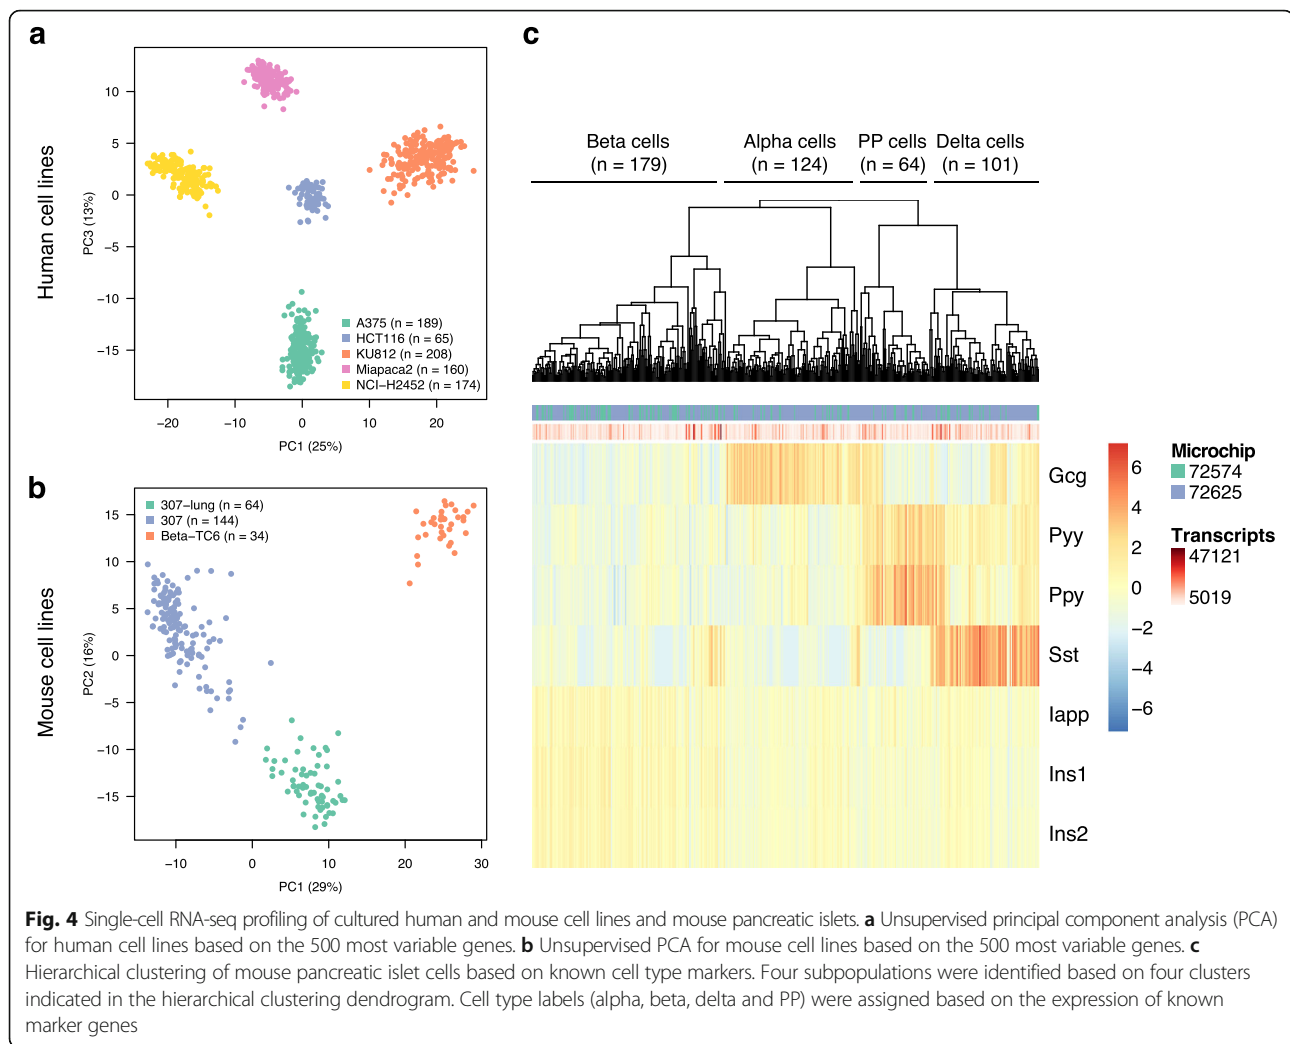 a
Human cell lines
PC3 (13%)
10
5
0
−5
−10
−15
A375 (n = 189)
HCT116 (n = 65)
KU812 (n = 208)
Miapaca2 (n = 160)
NCI−H2452 (n = 174)
−20
−10
0
10
20
PC1 (25%)
b
Mouse cell lines
PC2 (16%)
15
10
5
0
−5
−10
−15
307−lung (n = 64)
307 (n = 144)
Beta−TC6 (n = 34)
−10
0
10
20
30
PC1 (29%)
c
Beta cells
(n = 179)
Alpha cells
(n = 124)
PP cells
(n = 64)
Delta cells
(n = 101)
Gcg
Pyy
Ppy
Sst
Iapp
Ins1
Ins2
6
4
2
0
−2
−4
−6
Microchip
72574
72625
Transcripts
47121
5019
Fig. 4 Single-cell RNA-seq profiling of cultured human and mouse cell lines and mouse pancreatic islets. a Unsupervised principal component analysis (PCA)
for human cell lines based on the 500 most variable genes. b Unsupervised PCA for mouse cell lines based on the 500 most variable genes. c
Hierarchical clustering of mouse pancreatic islet cells based on known cell type markers. Four subpopulations were identified based on four clusters
indicated in the hierarchical clustering dendrogram. Cell type labels (alpha, beta, delta and PP) were assigned based on the expression of known
marker genes